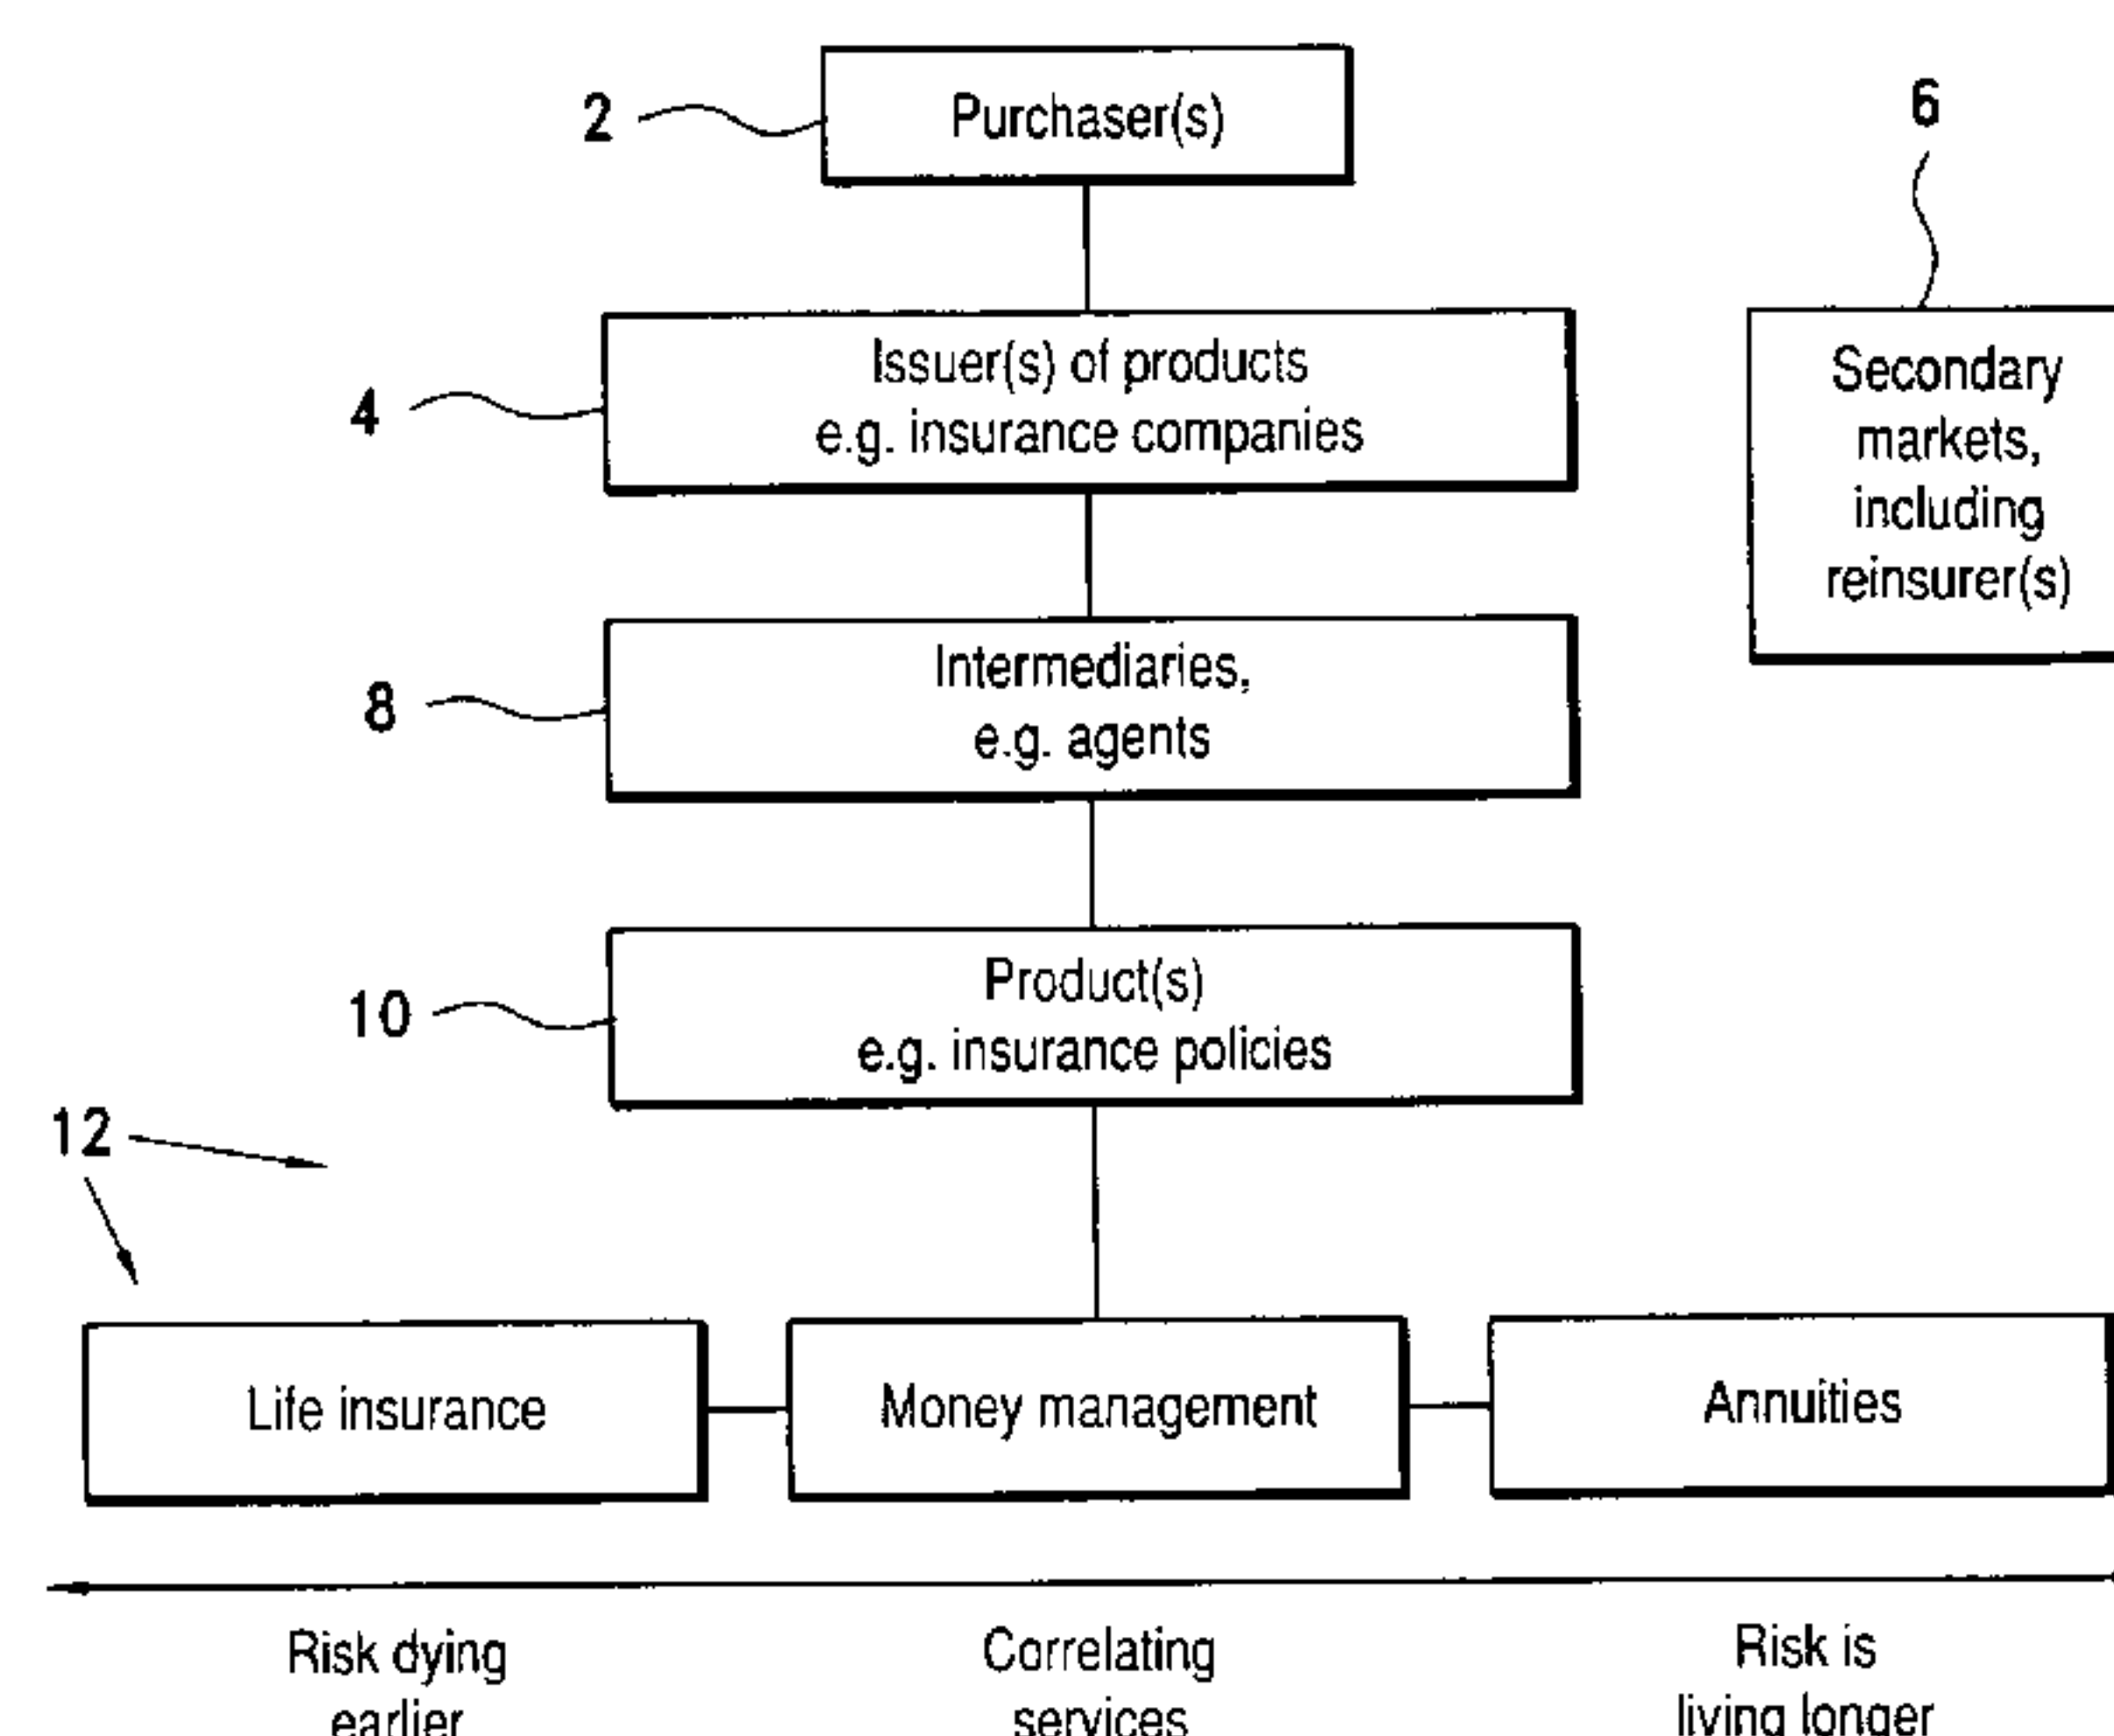 2
Purchaser(s)
6
4
Issuer(s) of products
e.g. insurance companies
Secondary
markets,
including
reinsurer(s)
8
Intermediaries,
e.g. agents
10
Product(s)
e.g. insurance policies
12
Life insurance
Money management
Annuities
Risk dying
earlier
Correlating
services
Risk is
living longer